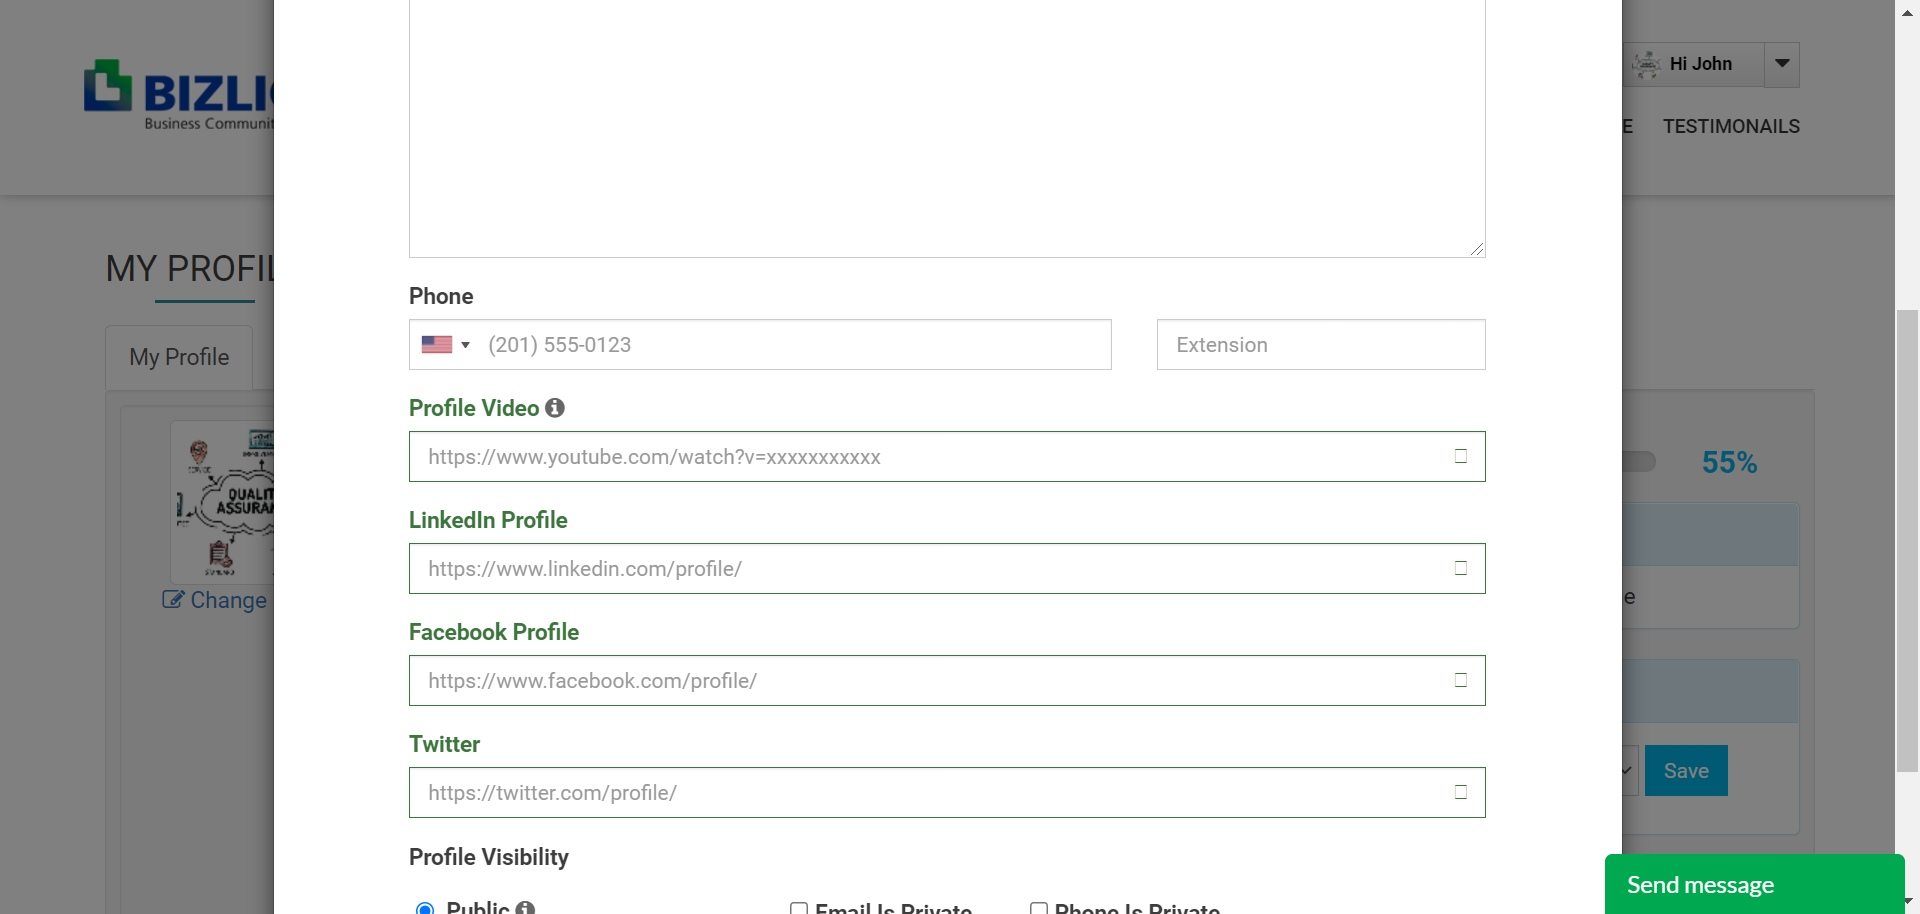 BIZLI
Business Communit
Hi John
E TESTIMONAILS
MY PROFIL
My Profile
Phone
(201) 555-0123
Extension
Profile Video
https://www.youtube.com/watch?v=xxxxxxxxxxx
55%
QUALIT
ASSURAN
LinkedIn Profile
https://www.linkedin.com/profile/
Change
e
Facebook Profile
https://www.facebook.com/profile/
Twitter
https://twitter.com/profile/
Save
Profile Visibility
Public
Email Is Private
Phone Is Private
Send message